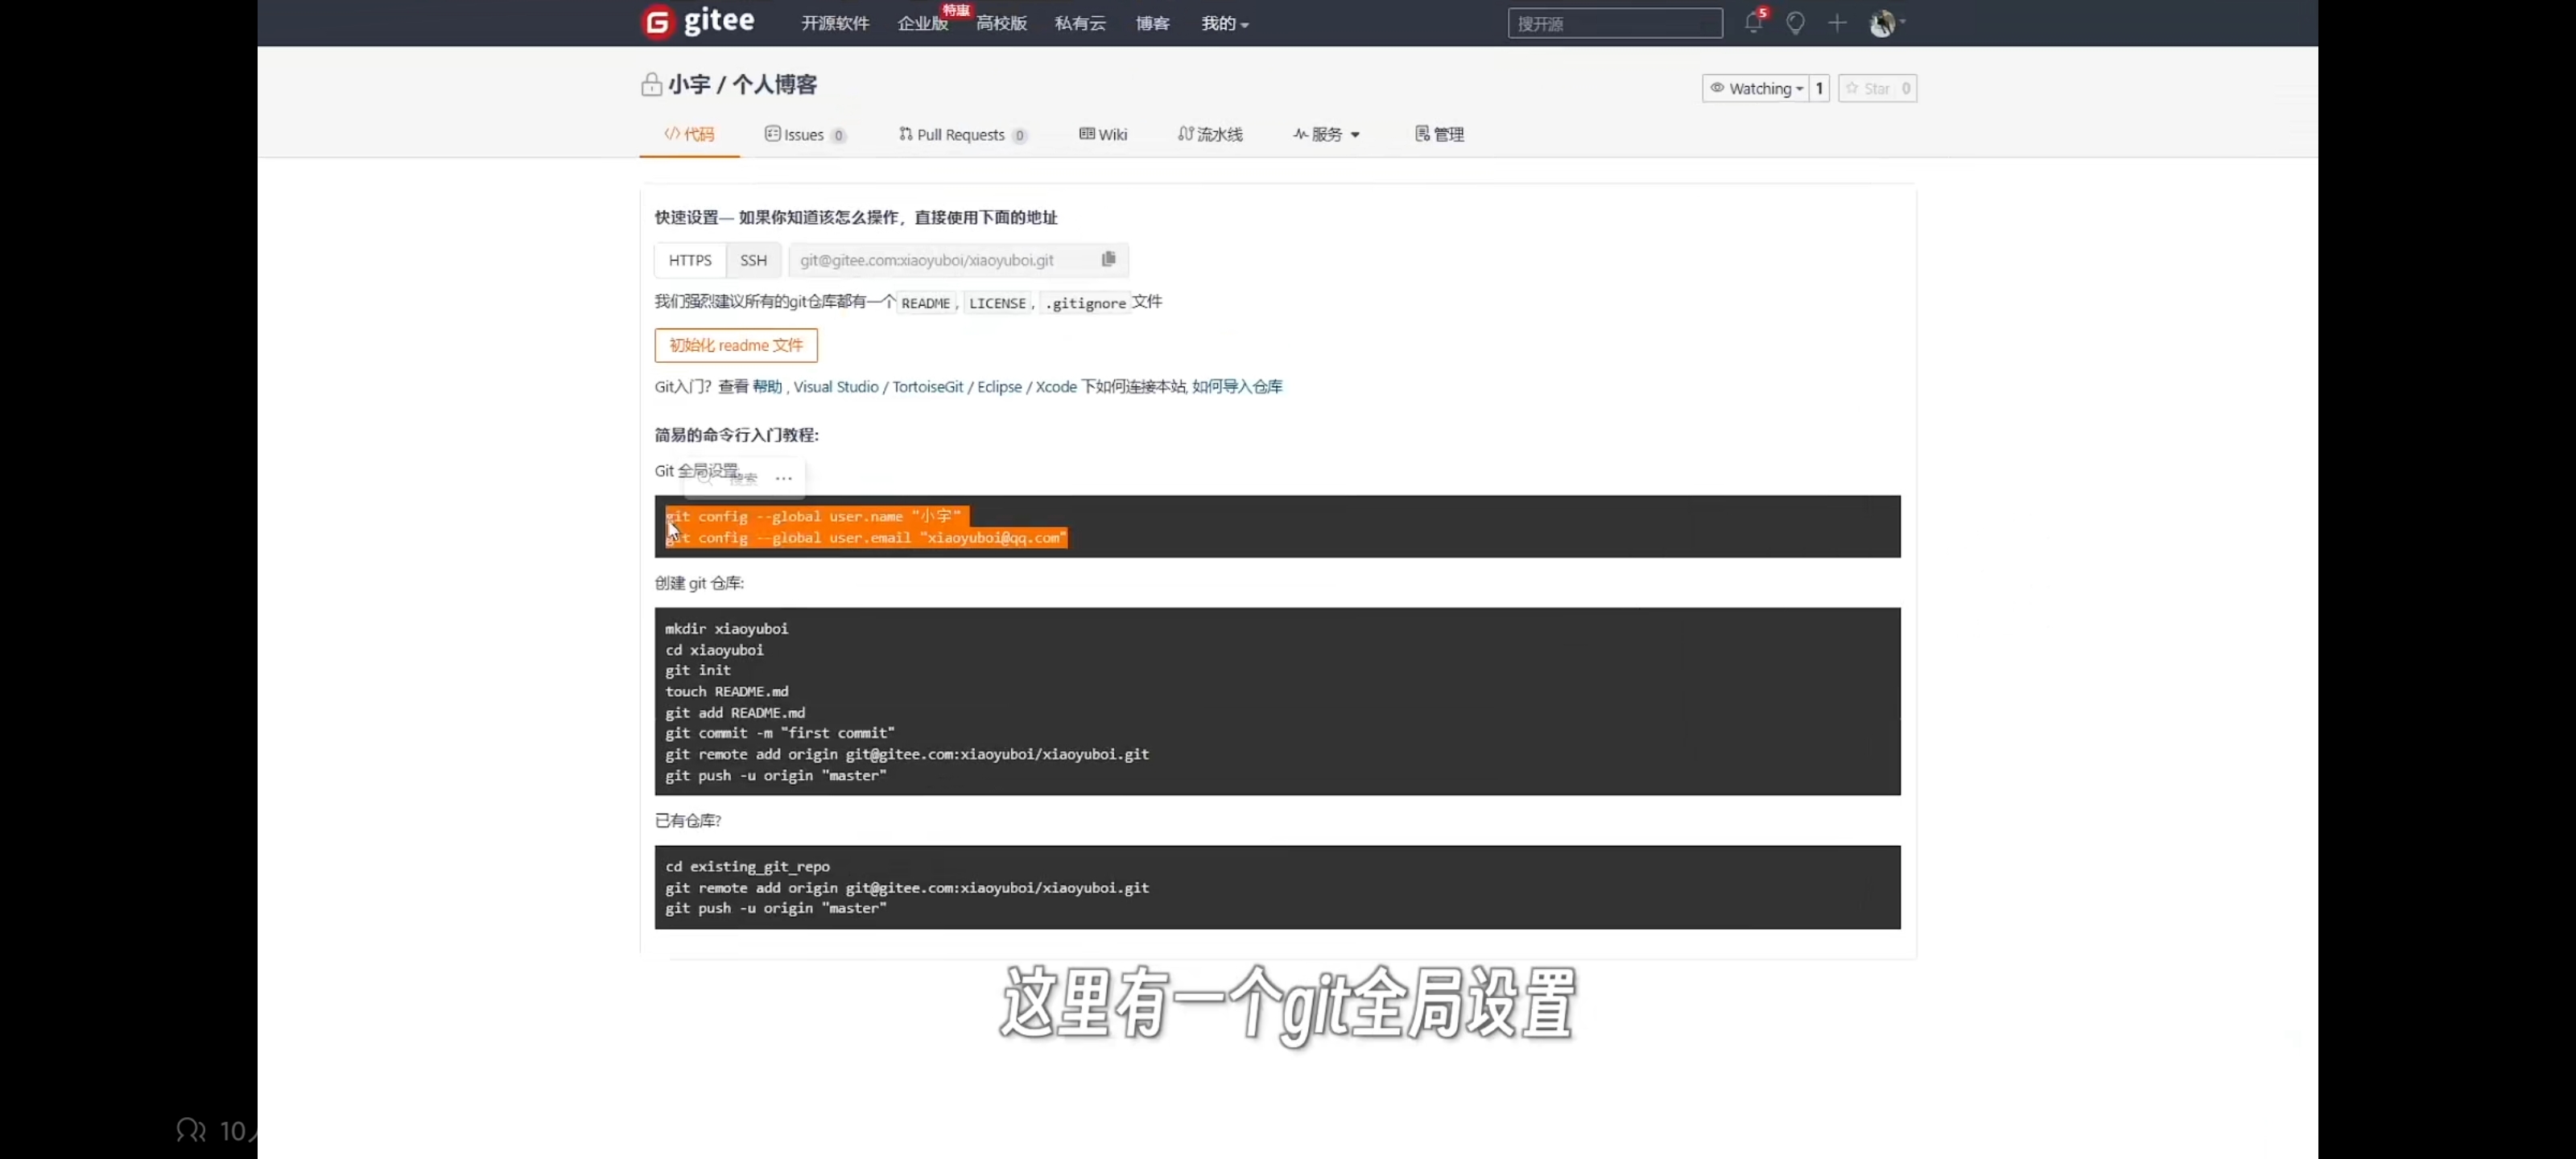 gitee 开源软件 企业版 特惠 高校版 私有云 博客 我的 搜开源 5
小宇 / 个人博客 Watching 1 Star 0
</> 代码 Issues 0 Pull Requests 0 Wiki 流水线 服务 管理
快速设置— 如果你知道该怎么操作，直接使用下面的地址
HTTPS SSH git@gitee.com:xiaoyuboi/xiaoyuboi.git
我们强烈建议所有的git仓库都有一个 README, LICENSE, .gitignore 文件
初始化 readme 文件
Git入门？查看 帮助 , Visual Studio / TortoiseGit / Eclipse / Xcode 下如何连接本站, 如何导入仓库
简易的命令行入门教程:
Git 全局设置
搜索 ...
git config --global user.name "小宇"
git config --global user.email "xiaoyuboi@qq.com"
创建 git 仓库:
mkdir xiaoyuboi
cd xiaoyuboi
git init
touch README.md
git add README.md
git commit -m "first commit"
git remote add origin git@gitee.com:xiaoyuboi/xiaoyuboi.git
git push -u origin "master"
已有仓库?
cd existing_git_repo
git remote add origin git@gitee.com:xiaoyuboi/xiaoyuboi.git
git push -u origin "master"
这里有一个git全局设置
10